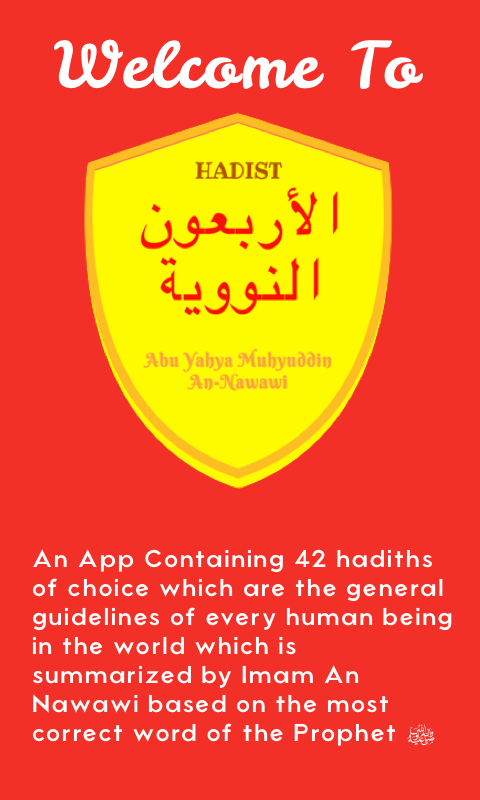 Welcome To
HADIST
الأربعون
النووية
Abu Yahya Muhyuddin
An-Nawawi
An App Containing 42 hadiths
of choice which are the general
guidelines of every human being
in the world which is
summarized by Imam An
Nawawi based on the most
correct word of the Prophet ﷺ